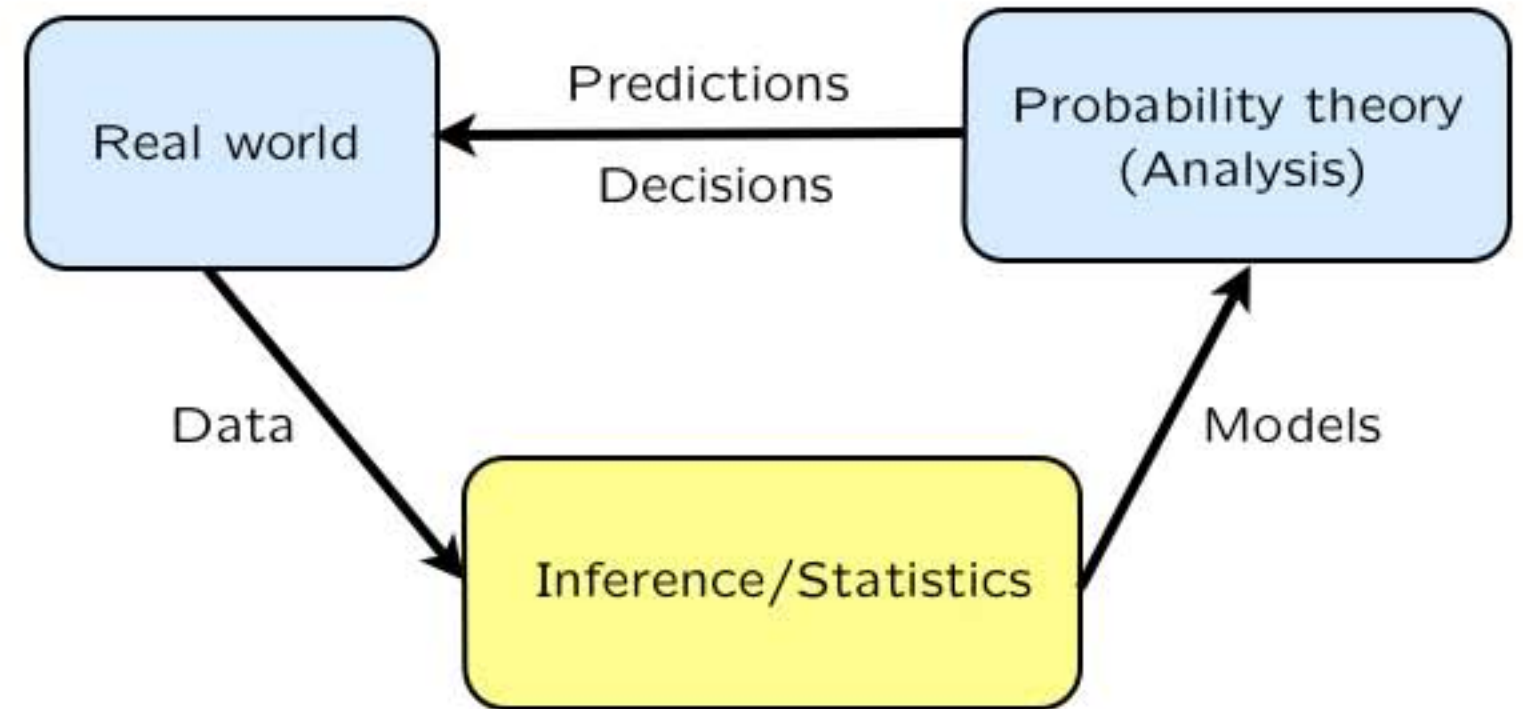 Real world
Predictions
Decisions
Probability theory
(Analysis)
Data
Models
Inference/Statistics